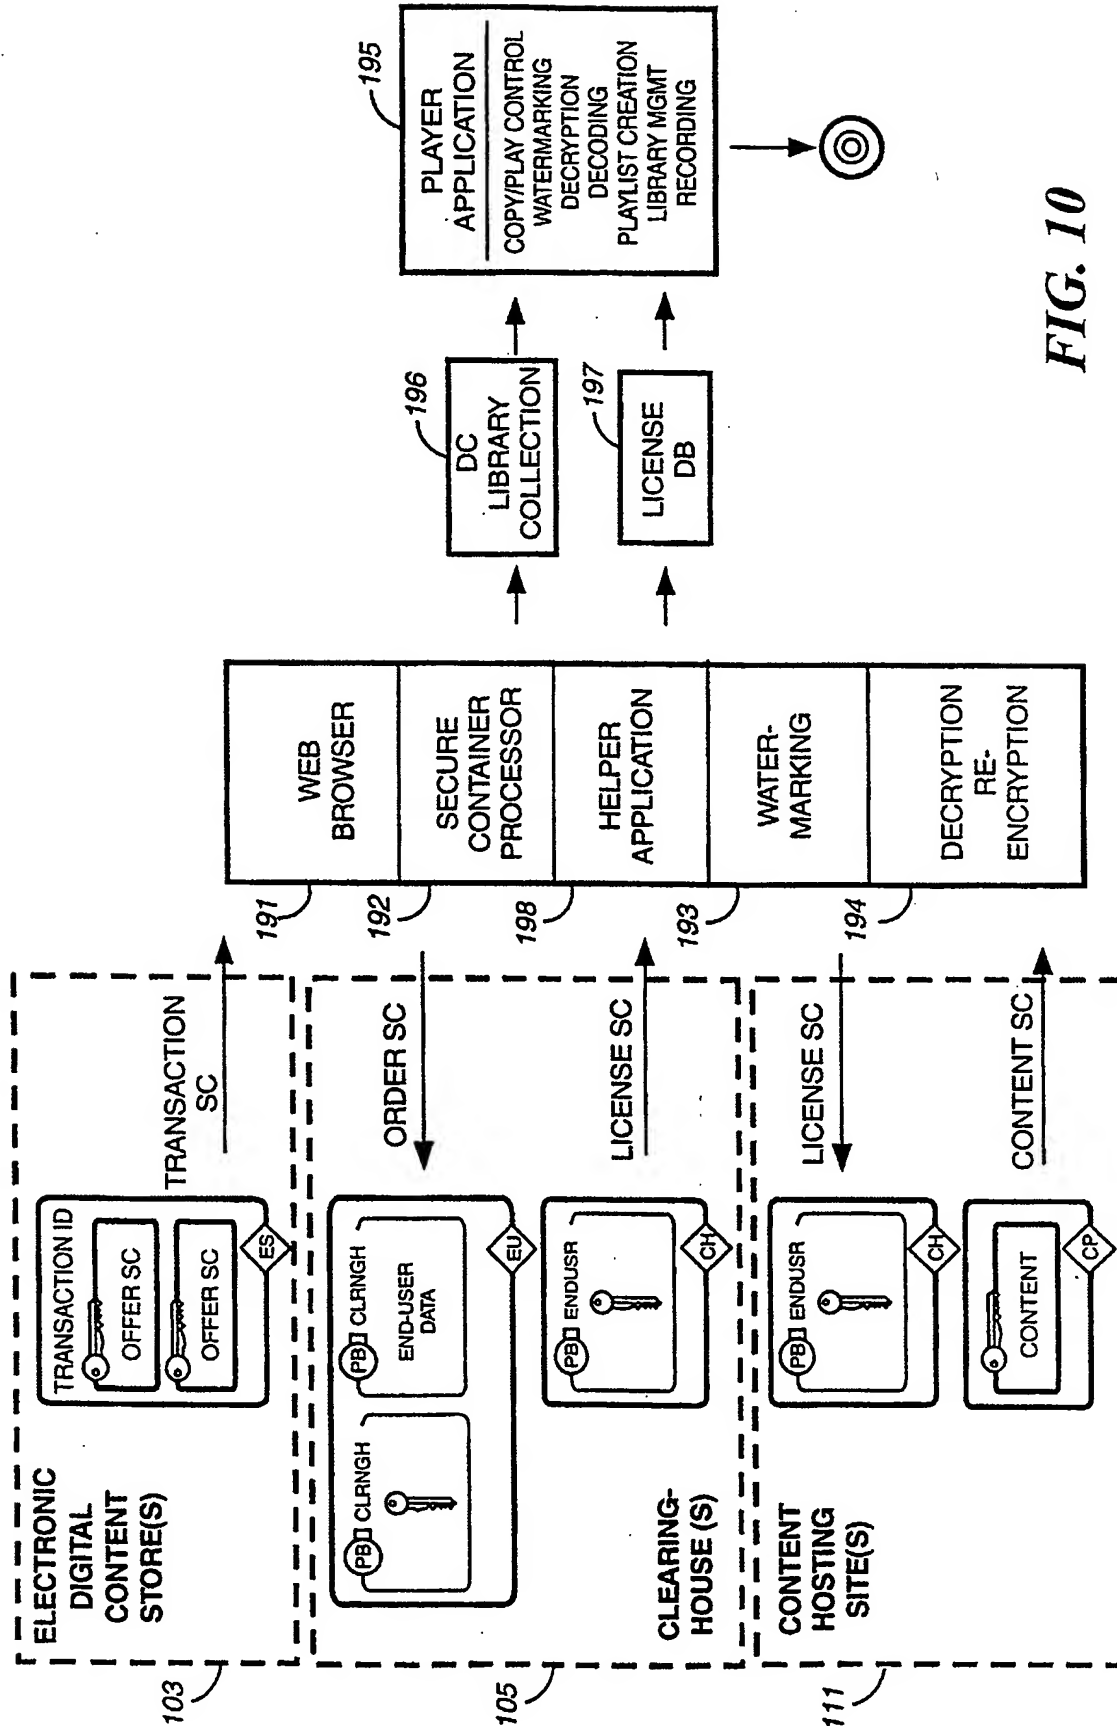 ELECTRONIC
DIGITAL
CONTENT
STORE(S)
103
TRANSACTION ID
OFFER SC
OFFER SC
ES
TRANSACTION
SC
PB CLRNGH
PB CLRNGH
END-USER
DATA
EU
ORDER SC
CLEARING-
HOUSE (S)
105
PB ENDUSR
CH
LICENSE SC
CONTENT
HOSTING
SITE(S)
111
PB ENDUSR
CH
LICENSE SC
CONTENT
CP
CONTENT SC
191
WEB
BROWSER
192
SECURE
CONTAINER
PROCESSOR
198
HELPER
APPLICATION
193
WATER-
MARKING
194
DECRYPTION
RE-
ENCRYPTION
196
DC
LIBRARY
COLLECTION
197
LICENSE
DB
195
PLAYER
APPLICATION
COPY/PLAY CONTROL
WATERMARKING
DECRYPTION
DECODING
PLAYLIST CREATION
LIBRARY MGMT
RECORDING
FIG. 10